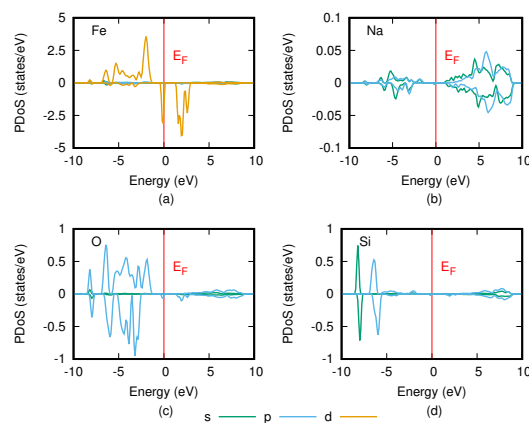 Fe
E_F
PDoS (states/eV)
5
2.5
0
-2.5
-5
-10 -5 0 5 10
Energy (eV)
(a)
Na
E_F
PDoS (states/eV)
0.1
0.05
0
-0.05
-0.1
-10 -5 0 5 10
Energy (eV)
(b)
O
E_F
PDoS (states/eV)
1
0.5
0
-0.5
-1
-10 -5 0 5 10
Energy (eV)
(c)
Si
E_F
PDoS (states/eV)
1
0.5
0
-0.5
-1
-10 -5 0 5 10
Energy (eV)
(d)
s p d